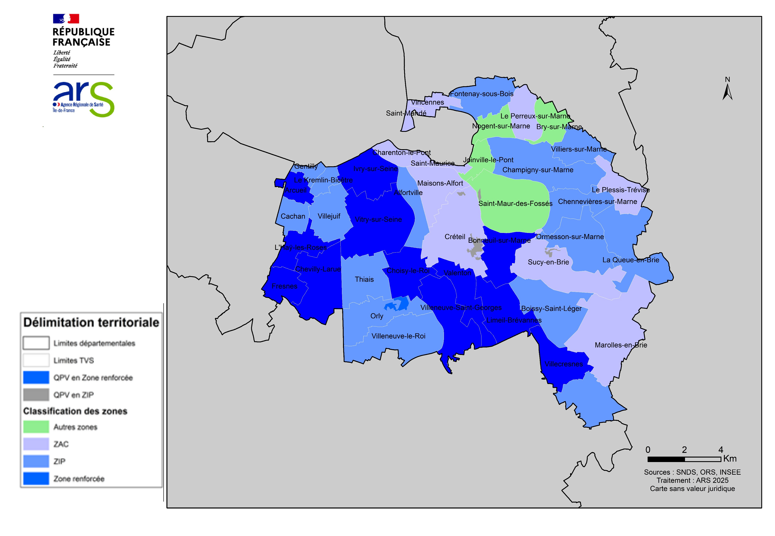 RÉPUBLIQUE
FRANÇAISE
Liberté
Égalité
Fraternité
ars
Agence Régionale de Santé
Île-de-France
Délimitation territoriale
Limites départementales
Limites TVS
QPV en Zone renforcée
QPV en ZIP
Classification des zones
Autres zones
ZAC
ZIP
Zone renforcée
N
Fontenay-sous-Bois
Vincennes
Saint-Mandé
Le Perreux-sur-Marne
Nogent-sur-Marne
Bry-sur-Marne
Charenton-le-Pont
Villiers-sur-Marne
Joinville-le-Pont
Saint-Maurice
Gentilly
Ivry-sur-Seine
Champigny-sur-Marne
Le Kremlin-Bicêtre
Maisons-Alfort
Alfortville
Le Plessis-Trévise
Chennevières-sur-Marne
Saint-Maur-des-Fossés
Cachan
Villejuif
Vitry-sur-Seine
Créteil
Bonneuil-sur-Marne
Ormesson-sur-Marne
L'Haÿ-les-Roses
Sucy-en-Brie
La Queue-en-Brie
Chevilly-Larue
Choisy-le-Roi
Valenton
Thiais
Fresnes
Villeneuve-Saint-Georges
Boissy-Saint-Léger
Orly
Limeil-Brévannes
Villeneuve-le-Roi
Marolles-en-Brie
Villecresnes
0 2 4
Km
Sources : SNDS, ORS, INSEE
Traitement : ARS 2025
Carte sans valeur juridique